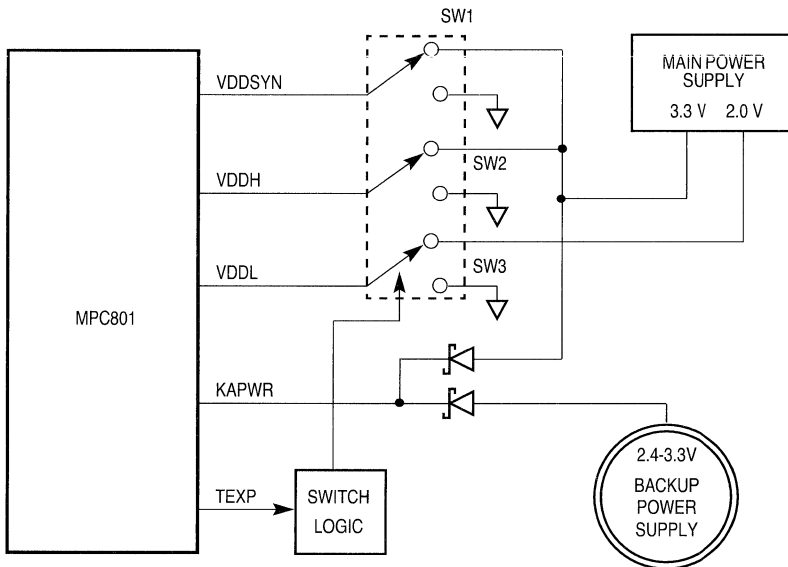 SW1
MAIN POWER
SUPPLY
3.3 V 2.0 V
VDDSYN
VDDH
SW2
VDDL
SW3
MPC801
KAPWR
TEXP
SWITCH
LOGIC
2.4-3.3V
BACKUP
POWER
SUPPLY